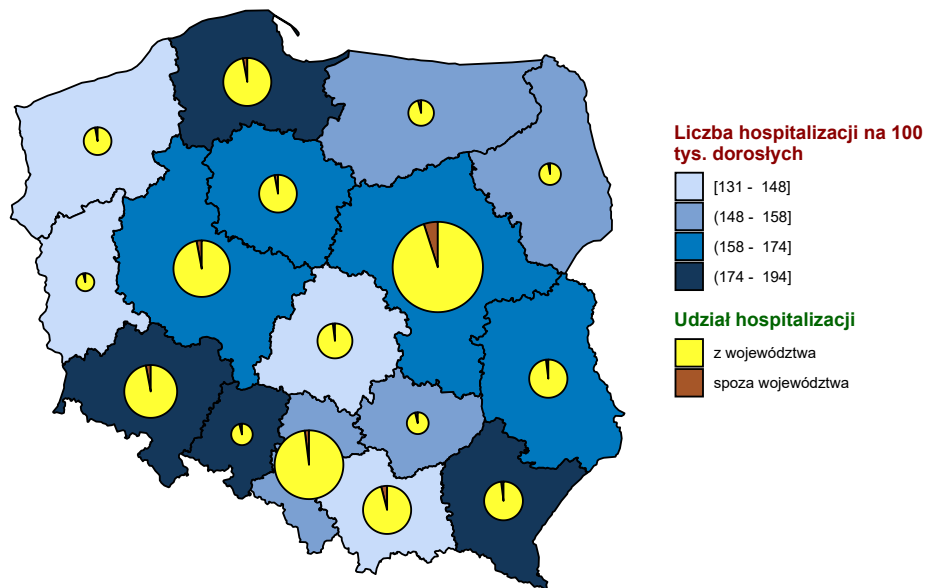 Liczba hospitalizacji na 100
tys. dorosłych
[131 - 148]
(148 - 158]
(158 - 174]
(174 - 194]
Udział hospitalizacji
z województwa
spoza województwa